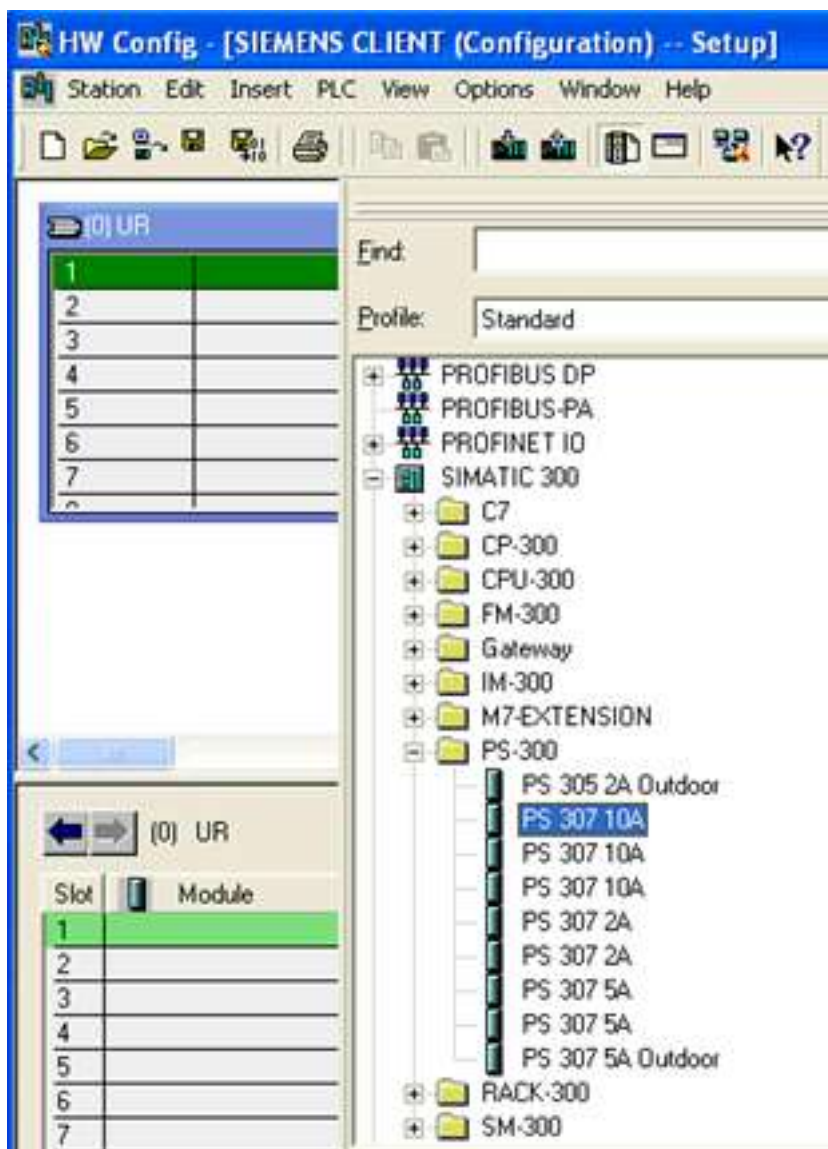 HW Config - [SIEMENS CLIENT (Configuration) -- Setup]
Station Edit Insert PLC View Options Window Help
(0) UR
1
2
3
4
5
6
7
Find:
Profile: Standard
PROFIBUS DP
PROFIBUS-PA
PROFINET IO
SIMATIC 300
C7
CP-300
CPU-300
FM-300
Gateway
IM-300
M7-EXTENSION
PS-300
PS 305 2A Outdoor
PS 307 10A
PS 307 10A
PS 307 10A
PS 307 2A
PS 307 2A
PS 307 5A
PS 307 5A
PS 307 5A Outdoor
RACK-300
SM-300
(0) UR
Slot Module
1
2
3
4
5
6
7